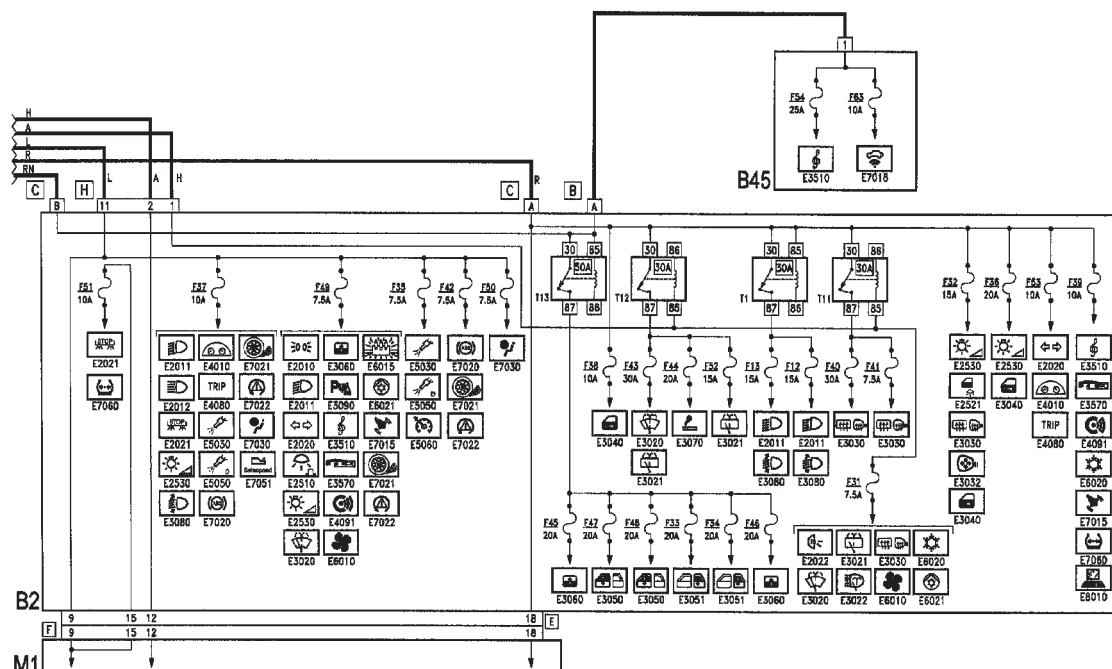 1
F54
25A
F63
10A
E3510
E7018
B45
H
A
L
R
RN
L
A
H
R
C
H
C
B
B
11
2
1
A
A
30
85
30
86
30
85
30
86
30A
30A
30A
30A
T13
T12
T1
T11
87
86
87
85
87
86
87
85
F51
10A
F37
10A
F49
7.5A
F35
7.5A
F42
7.5A
F50
7.5A
F32
15A
F36
20A
F53
10A
F39
10A
F38
10A
F43
30A
F44
20A
F52
15A
F13
15A
F12
15A
F40
30A
F41
7.5A
STOP
E2021
E7060
E2011
E4010
E7021
E2012
TRIP
E4080
E7022
STOP
E2021
E5030
E7030
E2530
E5050
Selespeed
E7051
E3080
E7020
E2010
E3060
E6015
E2011
E3090
E6021
E2020
E3510
E7015
E2510
E3570
E7021
E2530
E4091
E7022
E3020
E6010
E5030
E5050
E5060
E7020
E7021
E7022
E7030
E3040
E3020
E3070
E3021
E2011
E2011
E3030
E3030
E3021
E3080
E3080
F31
7.5A
F45
20A
F47
20A
F48
20A
F33
20A
F34
20A
F46
20A
E3060
E3050
E3050
E3051
E3051
E3060
E2022
E3021
E3030
E6020
E3020
E3022
E6010
E6021
E2530
E2530
E2020
E3510
E2521
E3040
E4010
E3570
E3030
TRIP
E4080
E4091
E3032
E6020
E3040
E7015
E7060
E8010
B2
9
15
12
18
E
F
9
15
12
18
M1